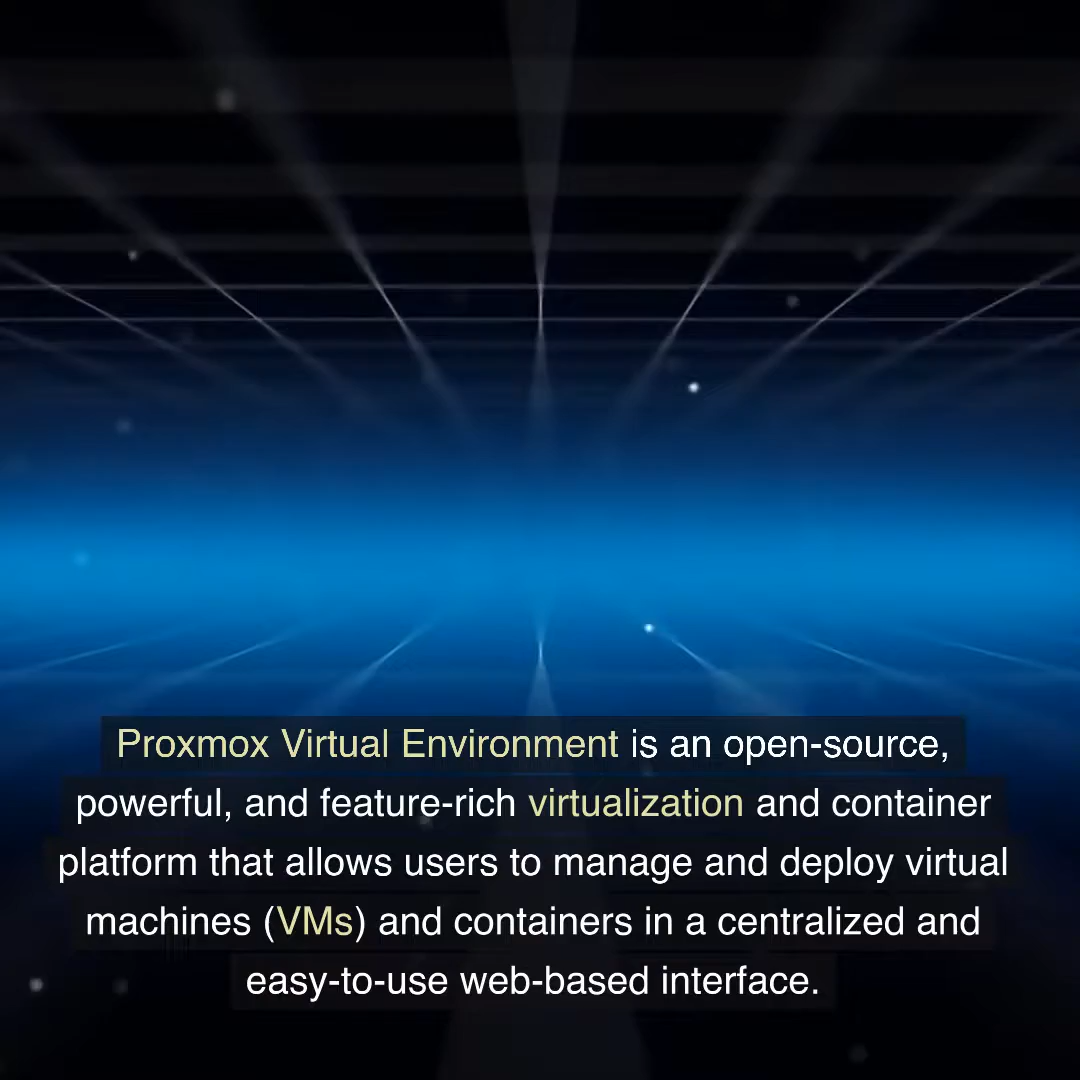 Proxmox Virtual Environment is an open-source,
powerful, and feature-rich virtualization and container
platform that allows users to manage and deploy virtual
machines (VMs) and containers in a centralized and
easy-to-use web-based interface.